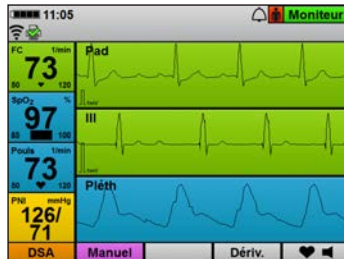 11:05
Moniteur
FC 1/min
73
50 120
Pad
SpO₂ %
97
85 100
III
Pouls 1/min
73
50 120
Pléth
PNI mmHg
126/
71
DSA Manuel Dériv.